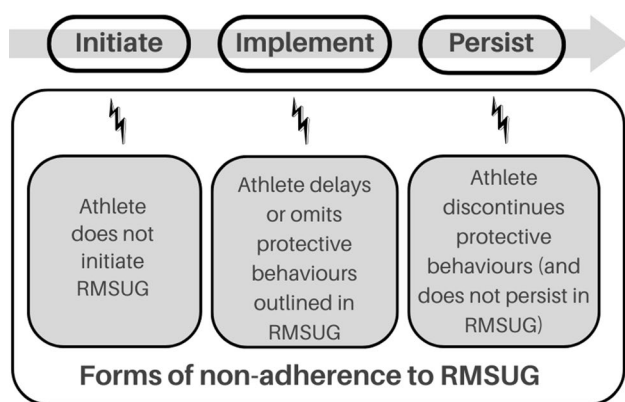 Initiate
Implement
Persist
Athlete
does not
initiate
RMSUG
Athlete delays
or omits
protective
behaviours
outlined in
RMSUG
Athlete
discontinues
protective
behaviours (and
does not persist in
RMSUG)
Forms of non-adherence to RMSUG